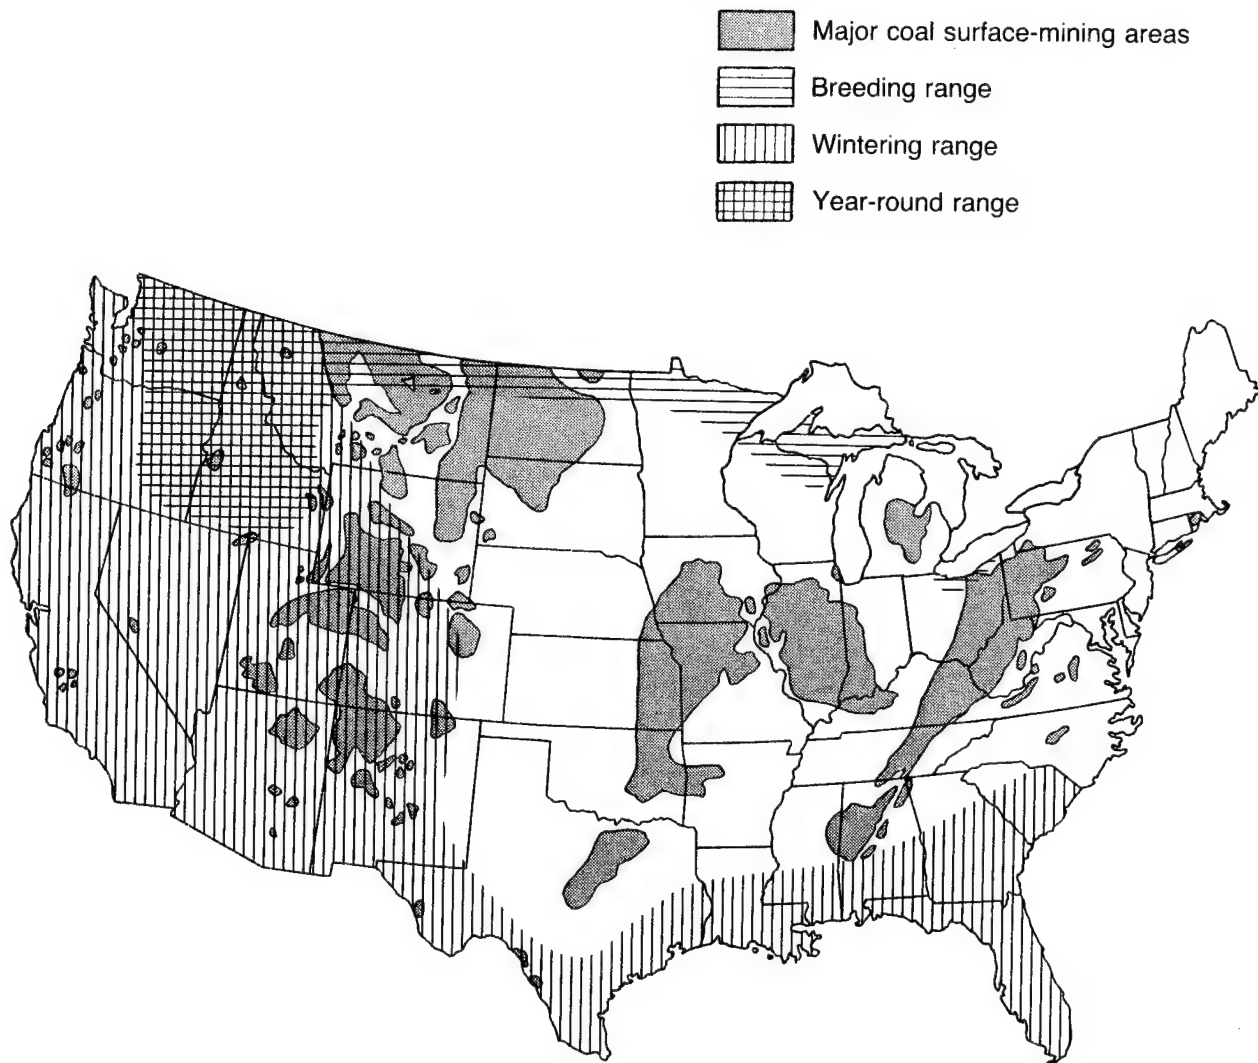 Major coal surface-mining areas
Breeding range
Wintering range
Year-round range